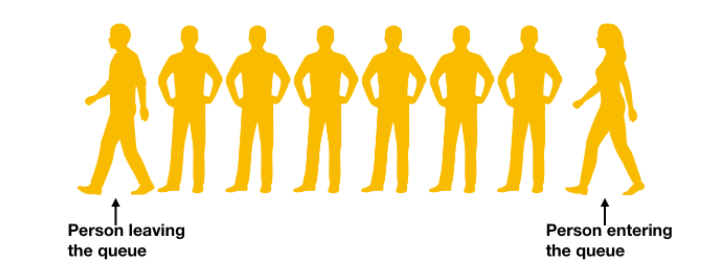 Person leaving
the queue
Person entering
the queue